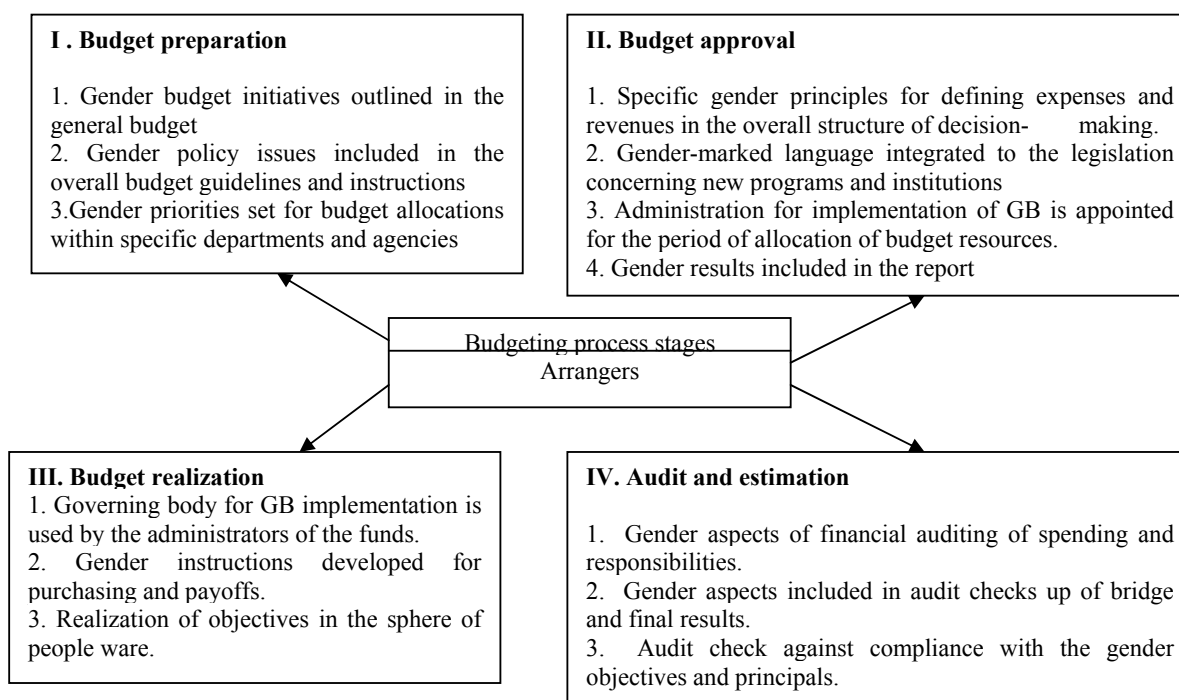 I . Budget preparation
1. Gender budget initiatives outlined in the
general budget
2. Gender policy issues included in the
overall budget guidelines and instructions
3.Gender priorities set for budget allocations
within specific departments and agencies
II. Budget approval
1. Specific gender principles for defining expenses and
revenues in the overall structure of decision- making.
2. Gender-marked language integrated to the legislation
concerning new programs and institutions
3. Administration for implementation of GB is appointed
for the period of allocation of budget resources.
4. Gender results included in the report
Budgeting process stages
Arrangers
III. Budget realization
1. Governing body for GB implementation is
used by the administrators of the funds.
2. Gender instructions developed for
purchasing and payoffs.
3. Realization of objectives in the sphere of
people ware.
IV. Audit and estimation
1. Gender aspects of financial auditing of spending and
responsibilities.
2. Gender aspects included in audit checks up of bridge
and final results.
3. Audit check against compliance with the gender
objectives and principals.